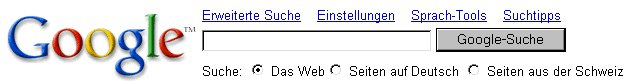 Google™
Erweiterte Suche Einstellungen Sprach-Tools Suchtipps
Google-Suche
Suche: Das Web Seiten auf Deutsch Seiten aus der Schweiz